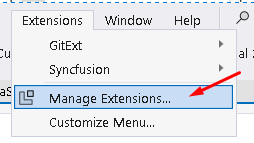 Extensions Window Help
GitExt
Syncfusion
Manage Extensions...
Customize Menu...